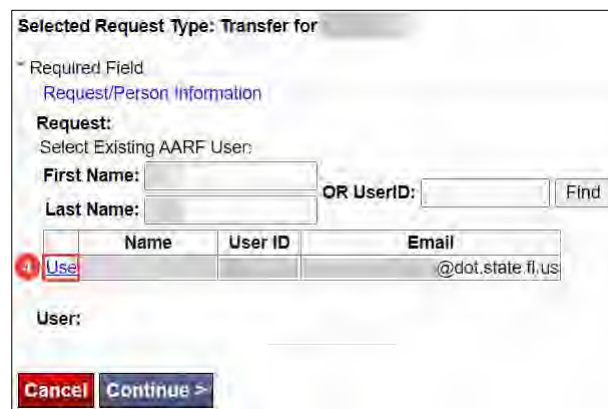 Selected Request Type: Transfer for
* Required Field
Request/Person Information
Request:
Select Existing AARF User:
First Name:
OR UserID:
Find
Last Name:
Name User ID Email
4 Use @dot.state.fl.us
User:
Cancel Continue >